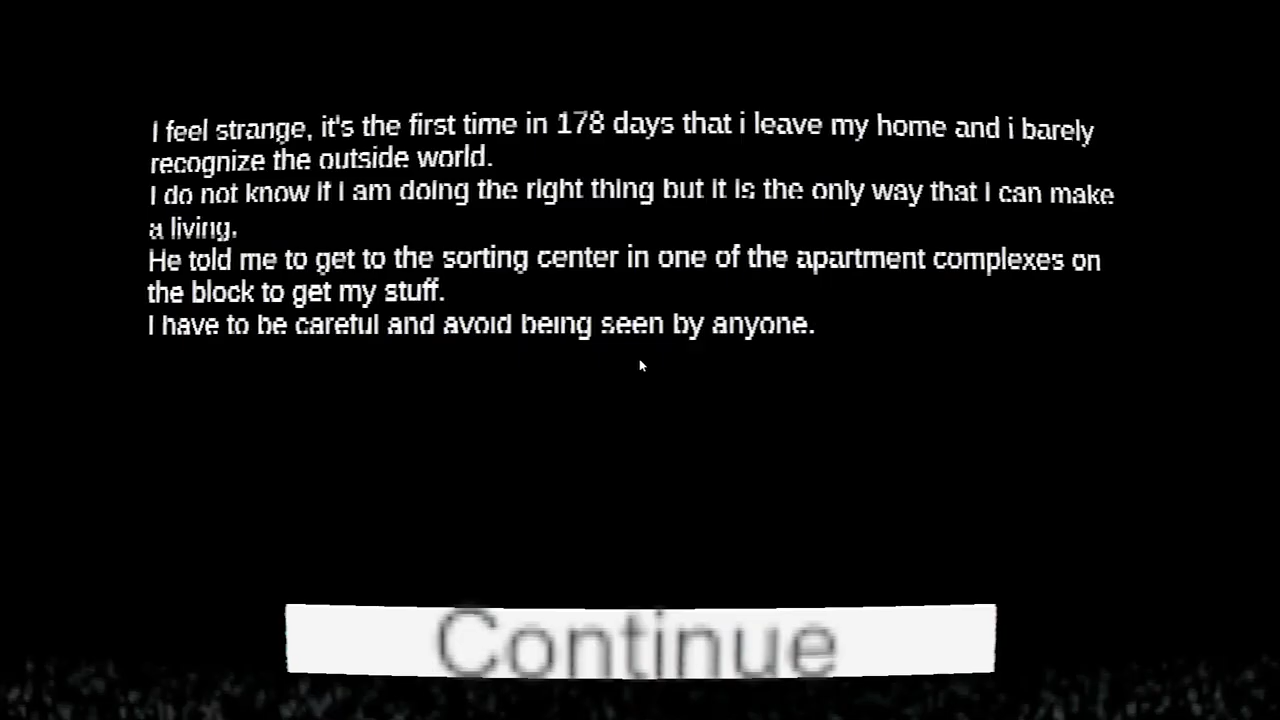 I feel strange, it's the first time in 178 days that i leave my home and i barely
recognize the outside world.
I do not know if I am doing the right thing but it is the only way that I can make
a living.
He told me to get to the sorting center in one of the apartment complexes on
the block to get my stuff.
I have to be careful and avoid being seen by anyone.
Continue